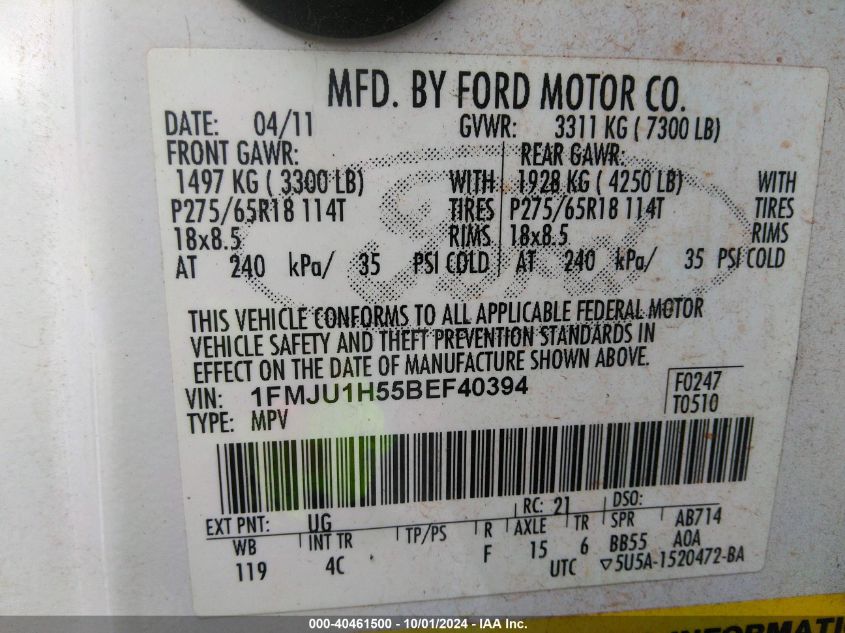 MFD. BY FORD MOTOR CO.
DATE: 04/11 GVWR: 3311 KG ( 7300 LB)
FRONT GAWR: REAR GAWR:
1497 KG ( 3300 LB) WITH 1928 KG ( 4250 LB) WITH
P275/65R18 114T TIRES P275/65R18 114T TIRES
18x8.5 RIMS 18x8.5 RIMS
AT 240 kPa/ 35 PSI COLD AT 240 kPa/ 35 PSI COLD
THIS VEHICLE CONFORMS TO ALL APPLICABLE FEDERAL MOTOR
VEHICLE SAFETY AND THEFT PREVENTION STANDARDS IN
EFFECT ON THE DATE OF MANUFACTURE SHOWN ABOVE.
VIN: 1FMJU1H55BEF40394 F0247
TYPE: MPV T0510
EXT PNT: UG RC: 21 DSO:
WB INT TR TP/PS R AXLE TR SPR AB714
119 4C F 15 6 BB55 A0A
UTC ▽5U5A-1520472-BA
000-40461500 - 10/01/2024 - IAA Inc.